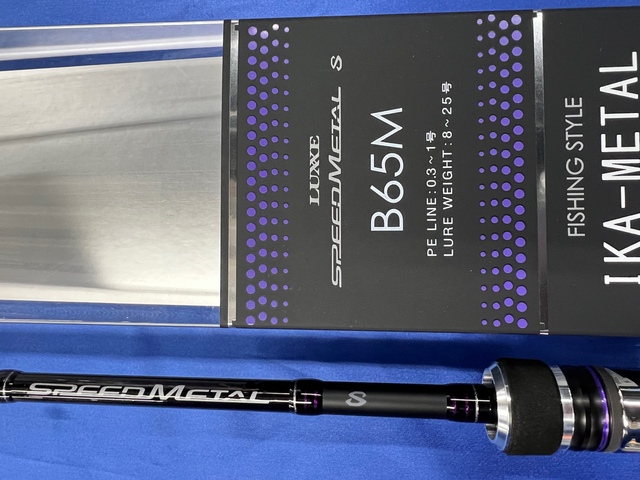 LUXXE
SPEEDMETAL S
B65M
PE LINE:0.3~1号
LURE WEIGHT:8~25号
FISHING STYLE
IKA-METAL
SPEEDMETAL
S